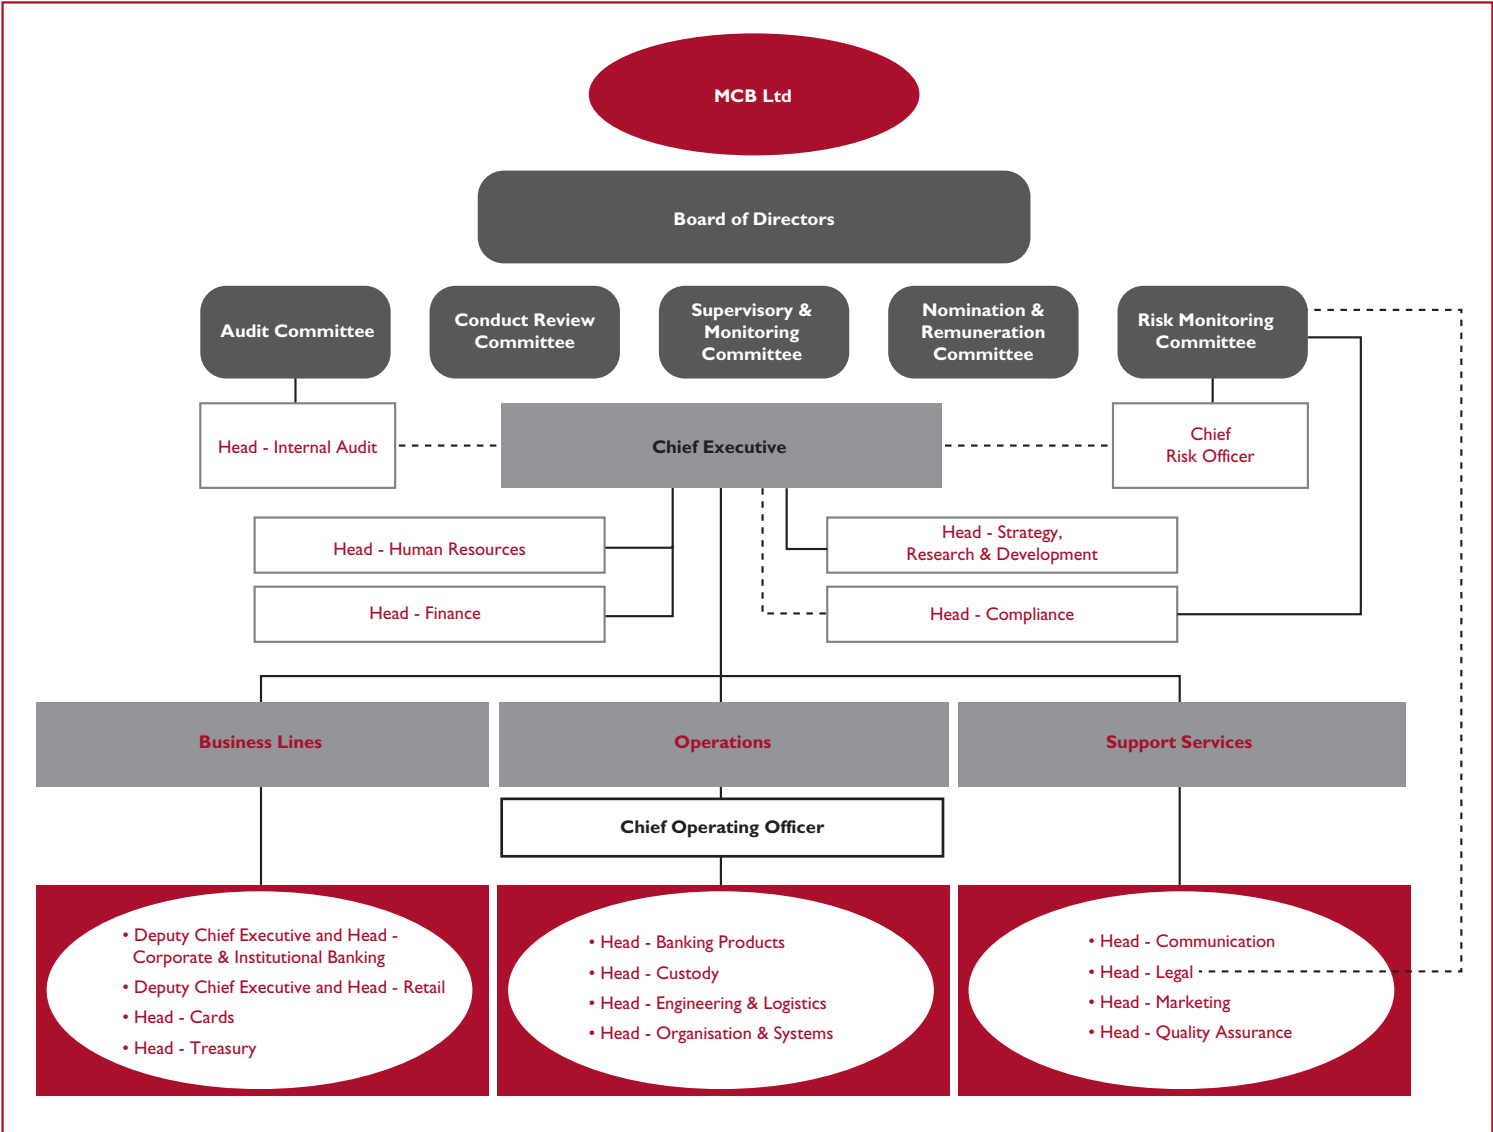 MCB Ltd
Board of Directors
Audit Committee
Conduct Review
Committee
Supervisory &
Monitoring
Committee
Nomination &
Remuneration
Committee
Risk Monitoring
Committee
Head - Internal Audit
Chief Executive
Chief
Risk Officer
Head - Human Resources
Head - Strategy,
Research & Development
Head - Finance
Head - Compliance
Business Lines
Operations
Support Services
Chief Operating Officer
• Deputy Chief Executive and Head -
Corporate & Institutional Banking
• Deputy Chief Executive and Head - Retail
• Head - Cards
• Head - Treasury
• Head - Banking Products
• Head - Custody
• Head - Engineering & Logistics
• Head - Organisation & Systems
• Head - Communication
• Head - Legal
• Head - Marketing
• Head - Quality Assurance